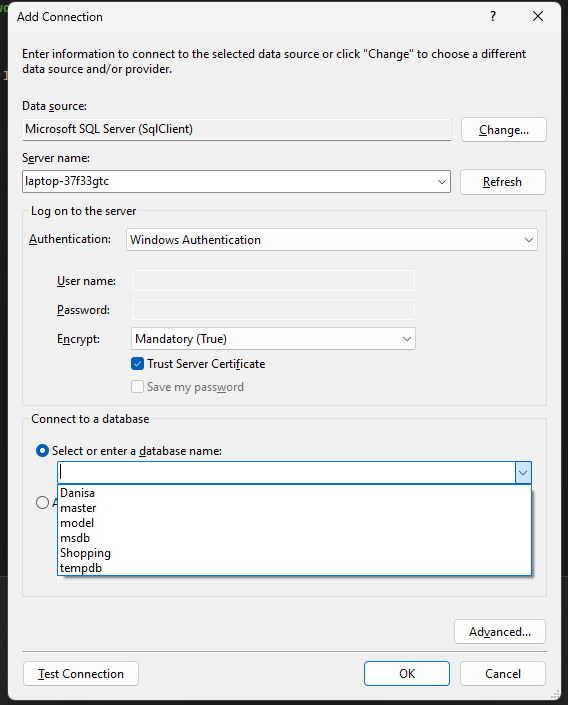 Add Connection
?
Enter information to connect to the selected data source or click "Change" to choose a different
data source and/or provider.
Data source:
Microsoft SQL Server (SqlClient)
Change...
Server name:
laptop-37f33gtc
Refresh
Log on to the server
Authentication:
Windows Authentication
User name:
Password:
Encrypt:
Mandatory (True)
Trust Server Certificate
Save my password
Connect to a database
Select or enter a database name:
Danisa
master
model
msdb
Shopping
tempdb
Advanced...
Test Connection
OK
Cancel